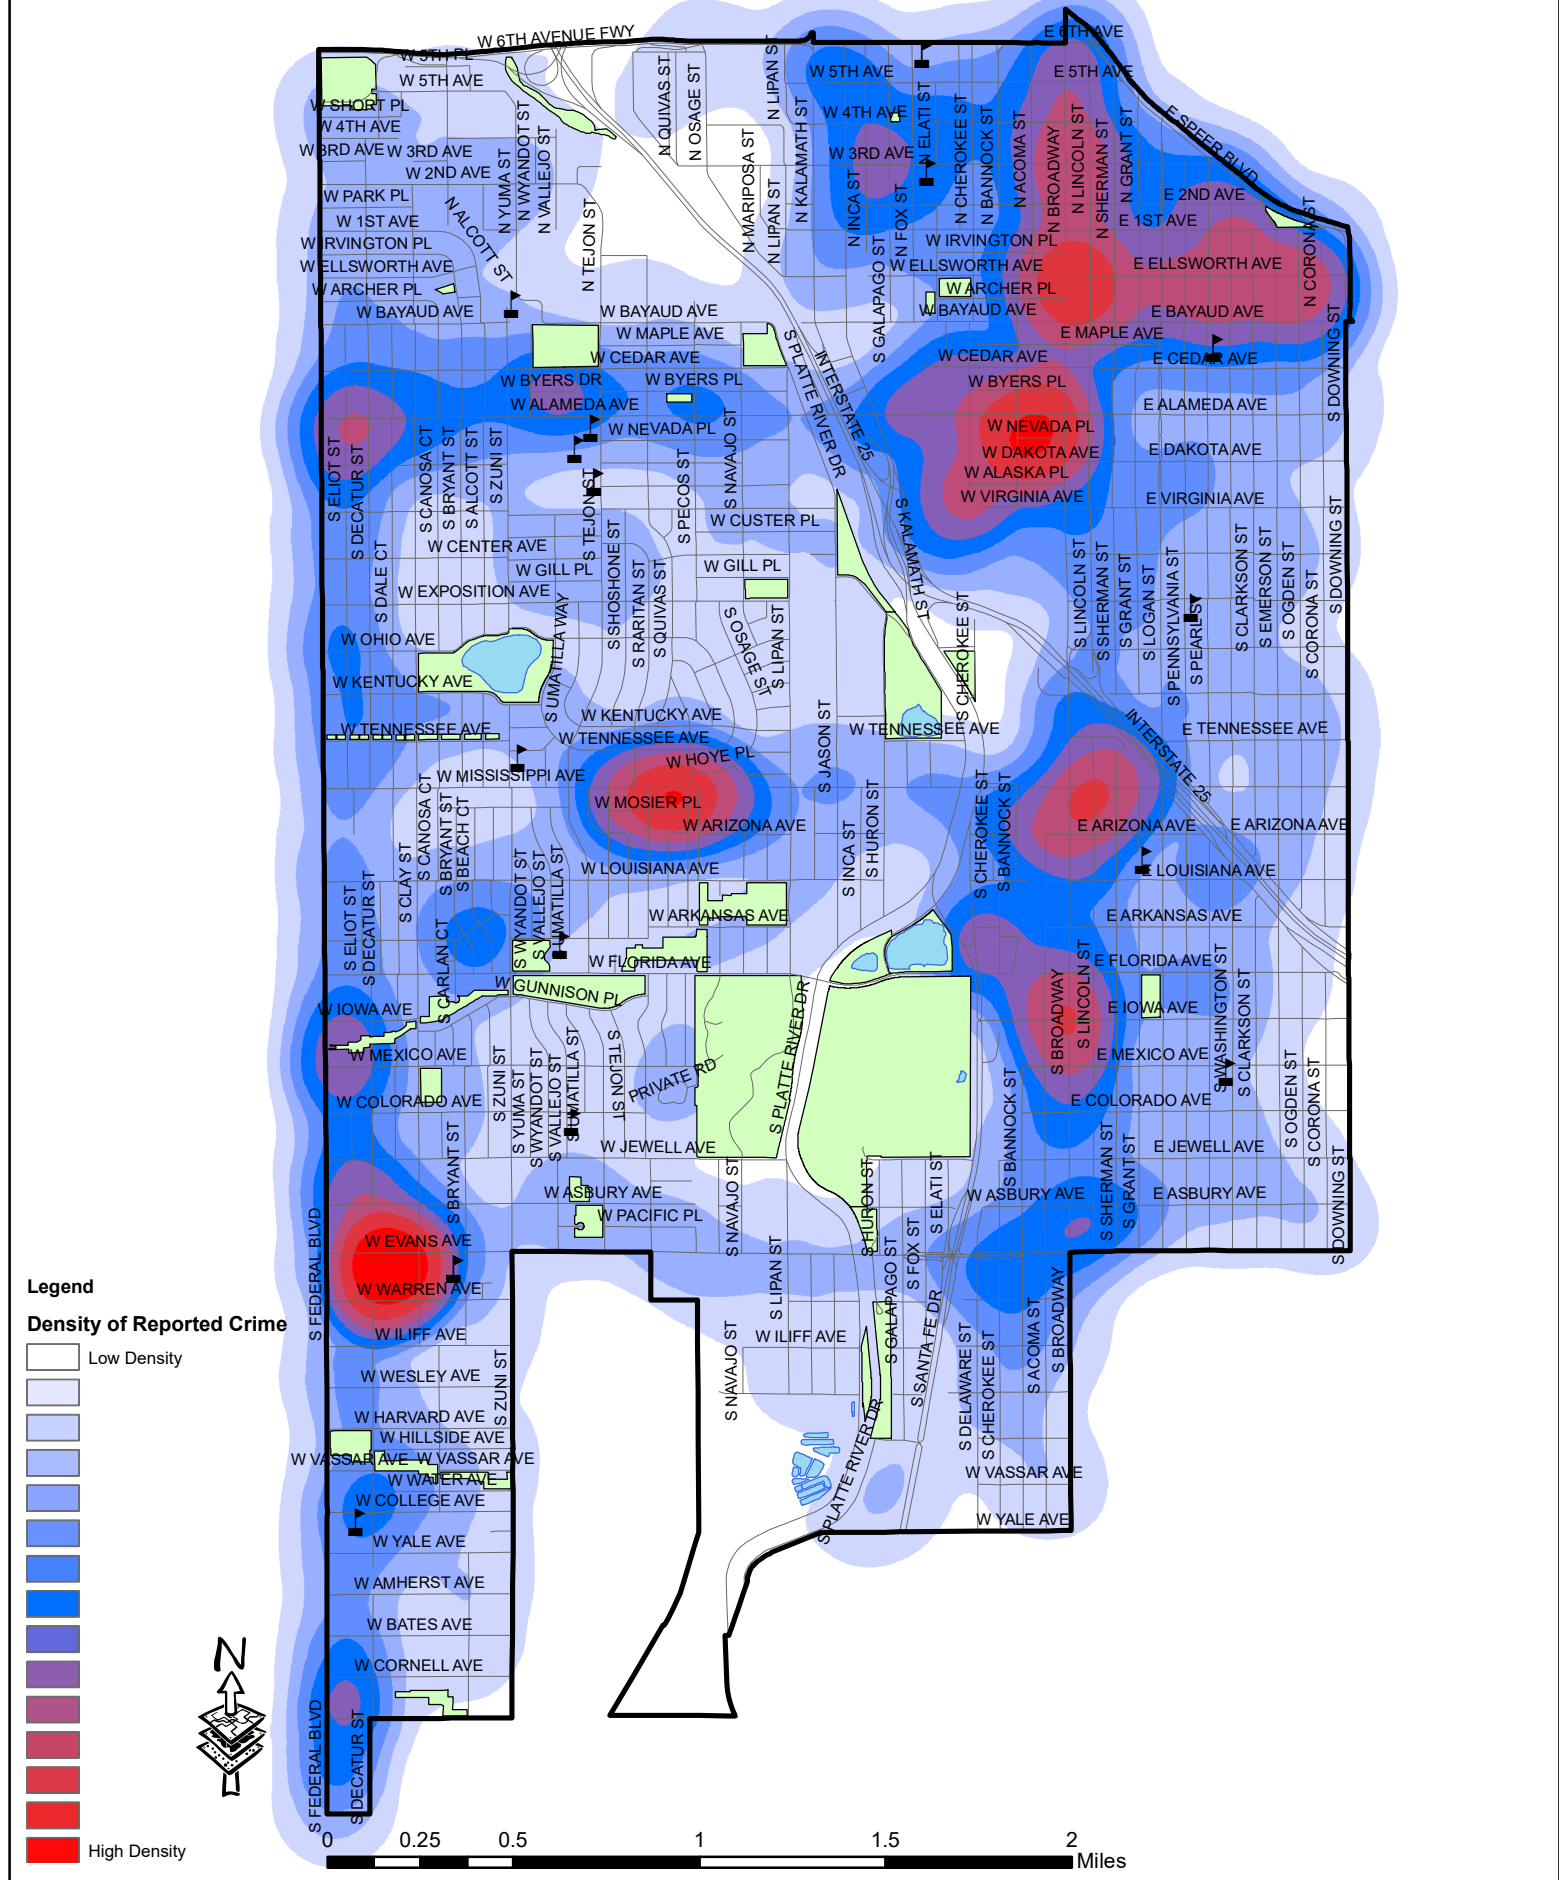 W 6TH AVENUE FWY
E 6TH AVE
W 5TH PL
W 5TH AVE
W 5TH AVE
E 5TH AVE
W SHORT PL
W 4TH AVE
W 4TH AVE
W 3RD AVE
W 3RD AVE
W 3RD AVE
W 2ND AVE
E 2ND AVE
E SPEER BLVD
W PARK PL
W 1ST AVE
E 1ST AVE
W IRVINGTON PL
W IRVINGTON PL
W ELLSWORTH AVE
W ELLSWORTH AVE
E ELLSWORTH AVE
W ARCHER PL
W ARCHER PL
W BAYAUD AVE
W BAYAUD AVE
W BAYAUD AVE
E BAYAUD AVE
N YUMA ST
N WYANDOT ST
N VALLEJO ST
N ALCOTT ST
N TEJON ST
N QUIVAS ST
N OSAGE ST
N MARIPOSA ST
N LIPAN ST
N LIPAN ST
N KALAMATH ST
N INCA ST
S GALAPAGO ST
N FOX ST
N ELATI ST
N CHEROKEE ST
N BANNOCK ST
N ACOMA ST
N BROADWAY
N LINCOLN ST
N SHERMAN ST
N GRANT ST
N CORONA ST
W MAPLE AVE
E MAPLE AVE
W CEDAR AVE
W CEDAR AVE
E CEDAR AVE
W BYERS DR
W BYERS PL
W BYERS PL
W ALAMEDA AVE
E ALAMEDA AVE
W NEVADA PL
W NEVADA PL
W DAKOTA AVE
E DAKOTA AVE
W ALASKA PL
W VIRGINIA AVE
E VIRGINIA AVE
S PLATTE RIVER DR
INTERSTATE 25
S DOWNING ST
S ELIOT ST
S DECATUR ST
S CANOSA CT
S BRYANT ST
S ALCOTT ST
S ZUNI ST
S TEJON ST
S PECOS ST
S NAVAJO ST
W CUSTER PL
W CENTER AVE
W GILL PL
W GILL PL
W EXPOSITION AVE
S DALE CT
S SHOSHONE ST
S RARITAN ST
S QUIVAS ST
S OSAGE ST
S LIPAN ST
S KALAMATH ST
S CHEROKEE ST
S LINCOLN ST
S SHERMAN ST
S GRANT ST
S LOGAN ST
S PENNSYLVANIA ST
S PEARL ST
S CLARKSON ST
S EMERSON ST
S OGDEN ST
S CORONA ST
S DOWNING ST
W OHIO AVE
W KENTUCKY AVE
W KENTUCKY AVE
S UMATILLA WAY
W TENNESSEE AVE
W TENNESSEE AVE
W TENNESSEE AVE
E TENNESSEE AVE
INTERSTATE 25
W HOYE PL
W MISSISSIPPI AVE
W MOSIER PL
W ARIZONA AVE
E ARIZONA AVE
E ARIZONA AVE
W LOUISIANA AVE
E LOUISIANA AVE
S JASON ST
S INCA ST
S HURON ST
S CHEROKEE ST
S BANNOCK ST
S CANOSA CT
S BRYANT ST
S BEACH CT
S CLAY ST
S ELIOT ST
S DECATUR ST
S CARLAN CT
S WYANDOT ST
S VALLEJO ST
S UMATILLA ST
W ARKANSAS AVE
E ARKANSAS AVE
W FLORIDA AVE
E FLORIDA AVE
W GUNNISON PL
W IOWA AVE
E IOWA AVE
W MEXICO AVE
E MEXICO AVE
W COLORADO AVE
E COLORADO AVE
S ZUNI ST
S YUMA ST
S WYANDOT ST
S VALLEJO ST
S UMATILLA ST
S TEJON ST
PRIVATE RD
S PLATTE RIVER DR
S BROADWAY
S LINCOLN ST
S WASHINGTON ST
S CLARKSON ST
S OGDEN ST
S CORONA ST
S DOWNING ST
W JEWELL AVE
E JEWELL AVE
W ASBURY AVE
W ASBURY AVE
E ASBURY AVE
W PACIFIC PL
S BRYANT ST
S NAVAJO ST
S HURON ST
S ELATI ST
S BANNOCK ST
S SHERMAN ST
S GRANT ST
S FEDERAL BLVD
W EVANS AVE
W WARREN AVE
W ILIFF AVE
W ILIFF AVE
S LIPAN ST
S NAVAJO ST
S GALAPAGO ST
S FOX ST
S SANTA FE DR
S DELAWARE ST
S CHEROKEE ST
S ACOMA ST
S BROADWAY
W WESLEY AVE
S ZUNI ST
W HARVARD AVE
W HILLSIDE AVE
W VASSAR AVE
W VASSAR AVE
W VASSAR AVE
W WATER AVE
W COLLEGE AVE
W YALE AVE
W YALE AVE
S PLATTE RIVER DR
W AMHERST AVE
W BATES AVE
W CORNELL AVE
S FEDERAL BLVD
S DECATUR ST
Legend
Density of Reported Crime
Low Density
High Density
N
0 0.25 0.5 1 1.5 2
Miles